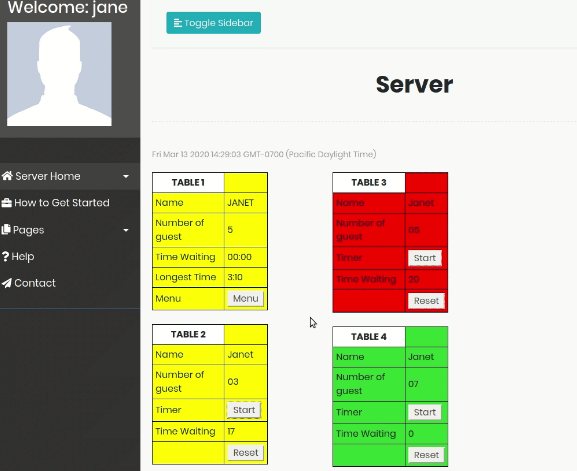 Welcome: jane
Toggle Sidebar
Server Home
How to Get Started
Pages
Help
Contact
Server
Fri Mar 13 2020 14:29:03 GMT-0700 (Pacific Daylight Time)
TABLE 1
Name JANET
Number of
guest 5
Time Waiting 00:00
Longest Time 3:10
Menu Menu
TABLE 2
Name Janet
Number of
guest 03
Timer Start
Time Waiting 17
Reset
TABLE 3
Name Janet
Number of
guest 05
Timer Start
Time Waiting 20
Reset
TABLE 4
Name Janet
Number of
guest 07
Timer Start
Time Waiting 0
Reset